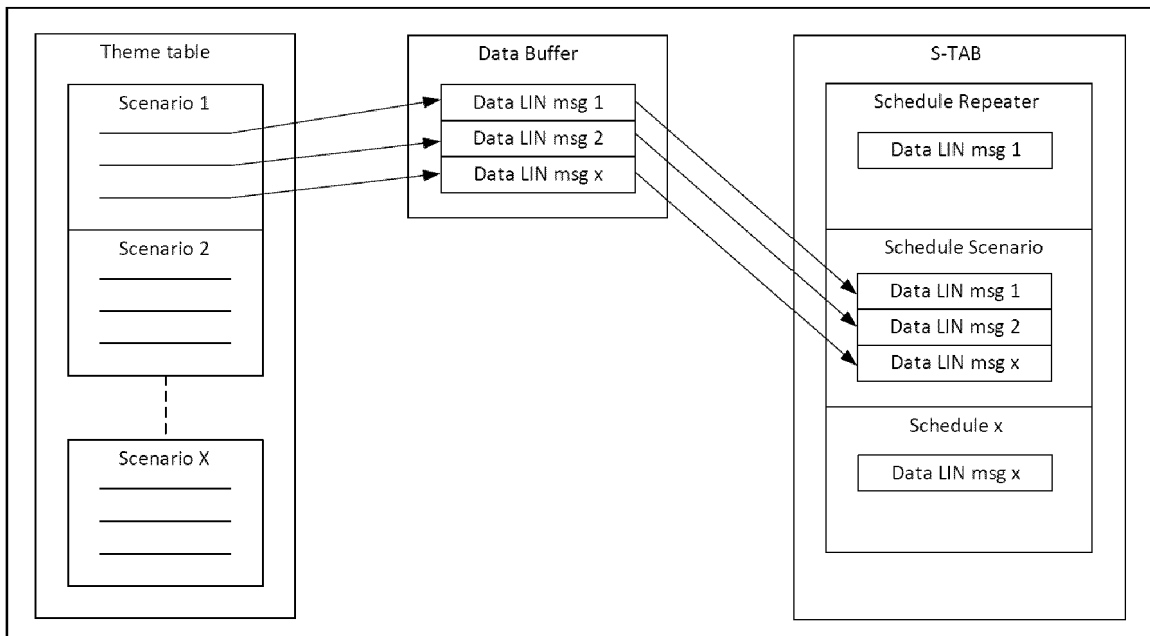 Theme table
Scenario 1
Scenario 2
Scenario X
Data Buffer
Data LIN msg 1
Data LIN msg 2
Data LIN msg x
S-TAB
Schedule Repeater
Data LIN msg 1
Schedule Scenario
Data LIN msg 1
Data LIN msg 2
Data LIN msg x
Schedule x
Data LIN msg x